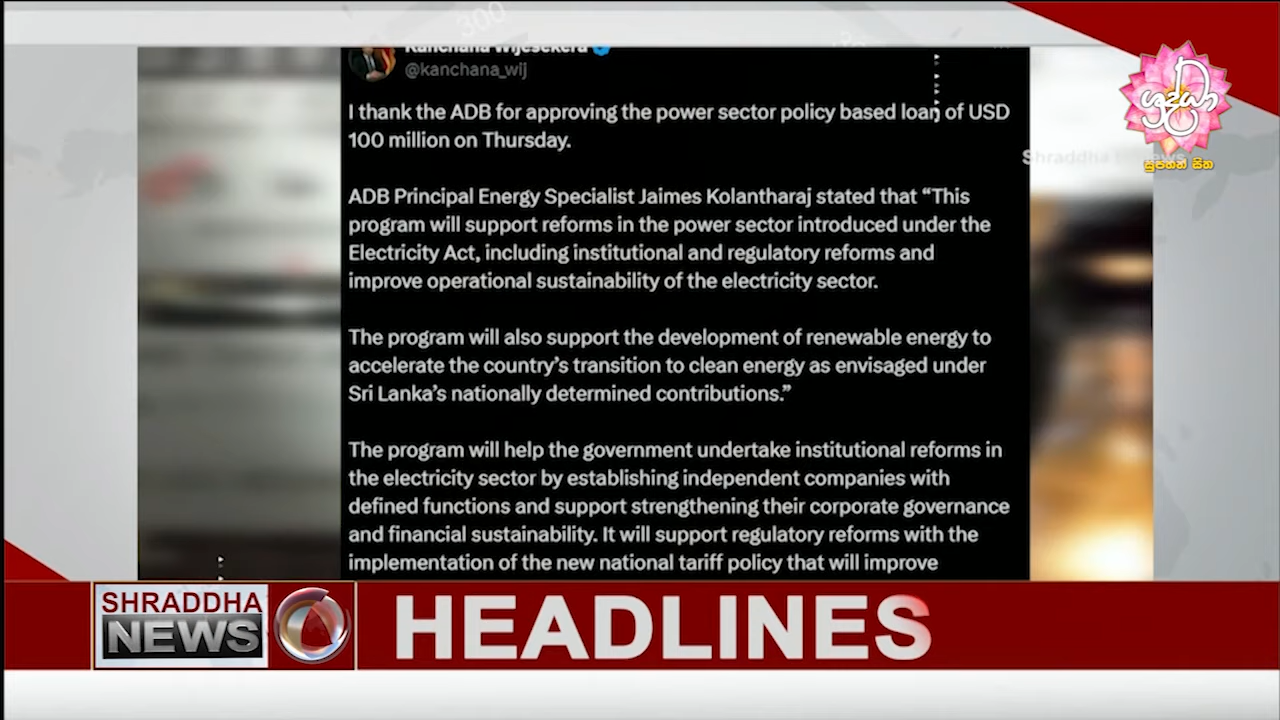 Kanchana Wijesekera
@kanchana_wij
I thank the ADB for approving the power sector policy based loan of USD
100 million on Thursday.
ADB Principal Energy Specialist Jaimes Kolantharaj stated that “This
program will support reforms in the power sector introduced under the
Electricity Act, including institutional and regulatory reforms and
improve operational sustainability of the electricity sector.
The program will also support the development of renewable energy to
accelerate the country’s transition to clean energy as envisaged under
Sri Lanka’s nationally determined contributions.”
The program will help the government undertake institutional reforms in
the electricity sector by establishing independent companies with
defined functions and support strengthening their corporate governance
and financial sustainability. It will support regulatory reforms with the
implementation of the new national tariff policy that will improve
ශ්‍රද්ධා
සුපහන් සිත
Shraddha News
SHRADDHA
NEWS
HEADLINES
300